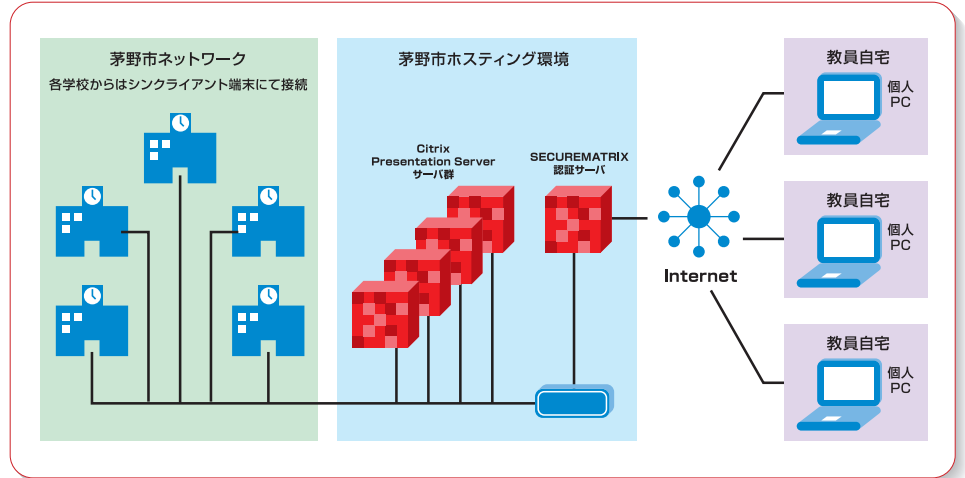 茅野市ネットワーク
各学校からはシンクライアント端末にて接続
茅野市ホスティング環境
Citrix
Presentation Server
サーバ群
SECUREMATRIX
認証サーバ
Internet
教員自宅
個人
PC
教員自宅
個人
PC
教員自宅
個人
PC